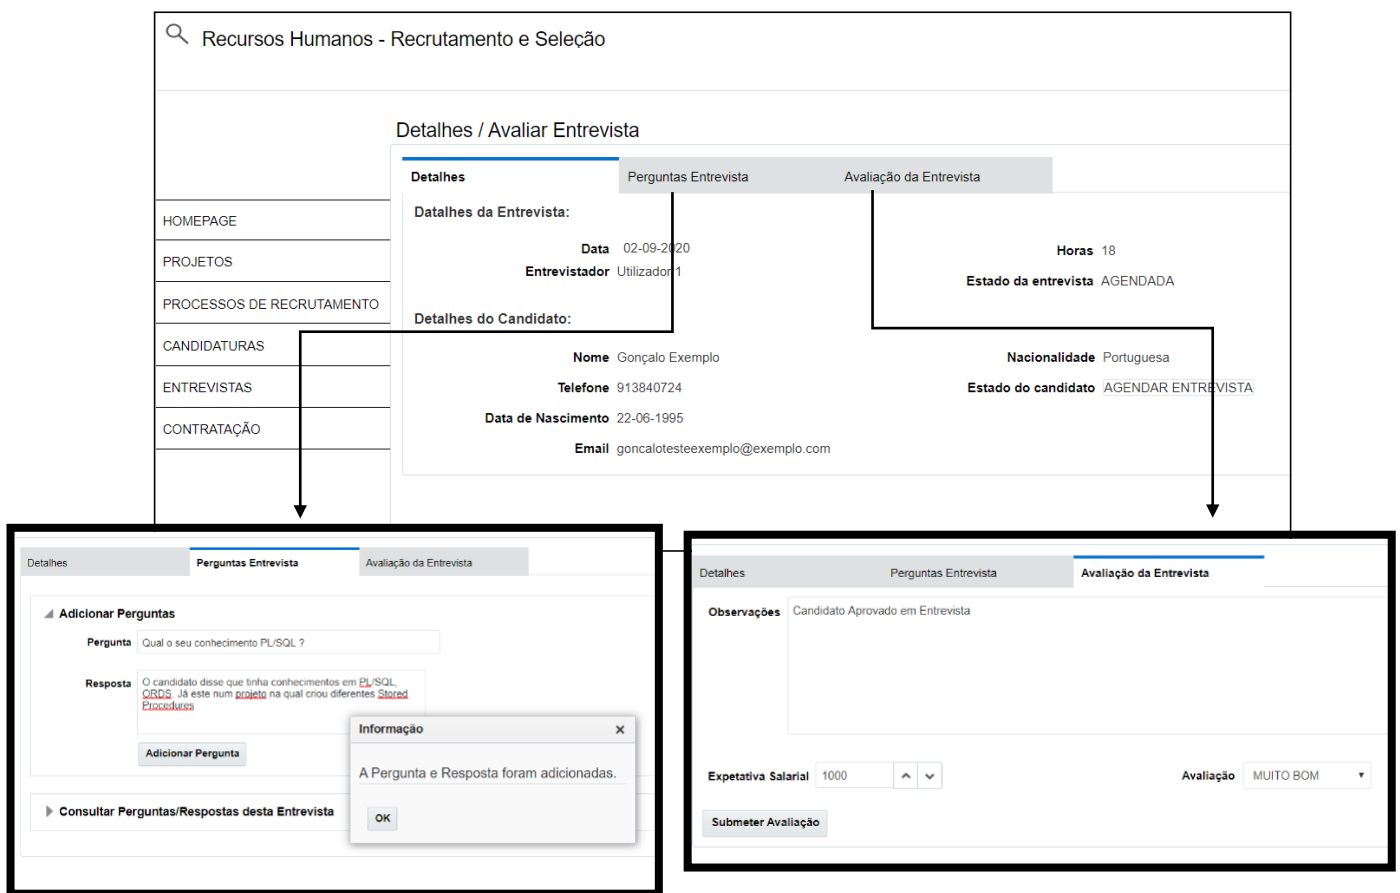 Recursos Humanos - Recrutamento e Seleção
Detalhes / Avaliar Entrevista
Detalhes Perguntas Entrevista Avaliação da Entrevista
HOMEPAGE
PROJETOS
PROCESSOS DE RECRUTAMENTO
CANDIDATURAS
ENTREVISTAS
CONTRATAÇÃO
Datalhes da Entrevista:
Data 02-09-2020 Horas 18
Entrevistador Utilizador 1 Estado da entrevista AGENDADA
Detalhes do Candidato:
Nome Gonçalo Exemplo Nacionalidade Portuguesa
Telefone 913840724 Estado do candidato AGENDAR ENTREVISTA
Data de Nascimento 22-06-1995
Email goncalotesteexemplo@exemplo.com
Detalhes Perguntas Entrevista Avaliação da Entrevista
Adicionar Perguntas
Pergunta Qual o seu conhecimento PL/SQL ?
Resposta O candidato disse que tinha conhecimentos em PL/SQL,
ORDS. Já este num projeto na qual criou diferentes Stored
Procedures
Adicionar Pergunta
Consultar Perguntas/Respostas desta Entrevista
Informação ×
A Pergunta e Resposta foram adicionadas.
OK
Detalhes Perguntas Entrevista Avaliação da Entrevista
Observações Candidato Aprovado em Entrevista
Expetativa Salarial 1000 Avaliação MUITO BOM
Submeter Avaliação